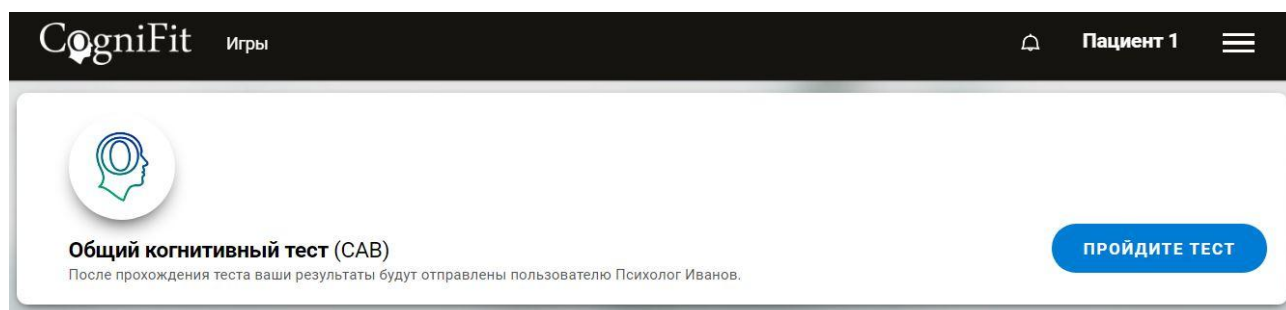 CogniFit Игры Пациент 1
Общий когнитивный тест (CAB)
После прохождения теста ваши результаты будут отправлены пользователю Психолог Иванов.
ПРОЙДИТЕ ТЕСТ